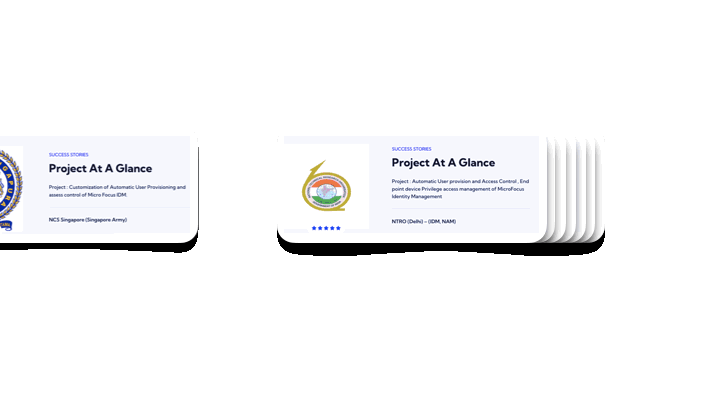 SUCCESS STORIES
Project At A Glance
Project : Customization of Automatic User Provisioning and
assess control of Micro Focus IDM
NCS Singapore (Singapore Army)
SUCCESS STORIES
Project At A Glance
Project : Automatic User provision and Access Control , End
point device Privilege access management of MicroFocus
Identity Management
NTRO (Delhi) – (IDM, NAM)